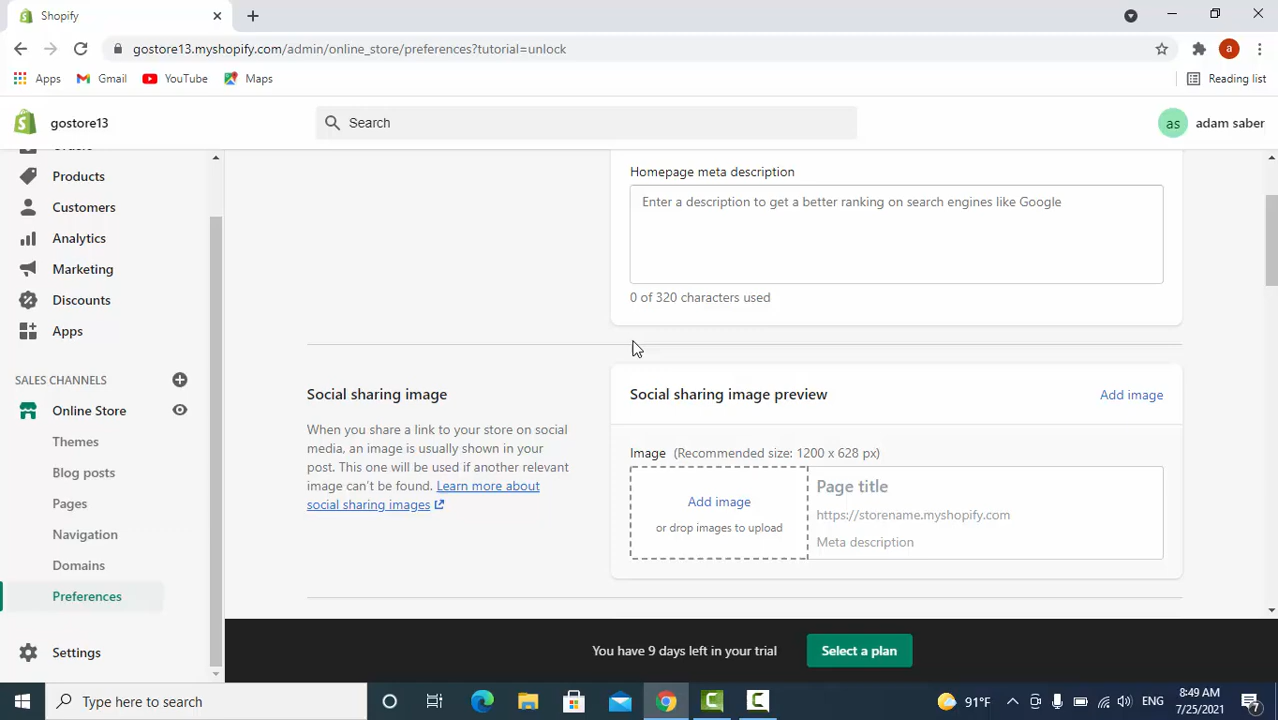 Shopify
gostore13.myshopify.com/admin/online_store/preferences?tutorial=unlock
a
Apps
Gmail
YouTube
Maps
Reading list
gostore13
Search
as
adam saber
Orders
Products
Customers
Analytics
Marketing
Discounts
Apps
SALES CHANNELS
Online Store
Themes
Blog posts
Pages
Navigation
Domains
Preferences
Settings
Homepage meta description
Enter a description to get a better ranking on search engines like Google
0 of 320 characters used
Social sharing image
When you share a link to your store on social
media, an image is usually shown in your
post. This one will be used if another relevant
image can't be found. Learn more about
social sharing images
Social sharing image preview
Add image
Image (Recommended size: 1200 x 628 px)
Add image
or drop images to upload
Page title
https://storename.myshopify.com
Meta description
You have 9 days left in your trial
Select a plan
Type here to search
91°F
ENG
8:49 AM
7/25/2021
7